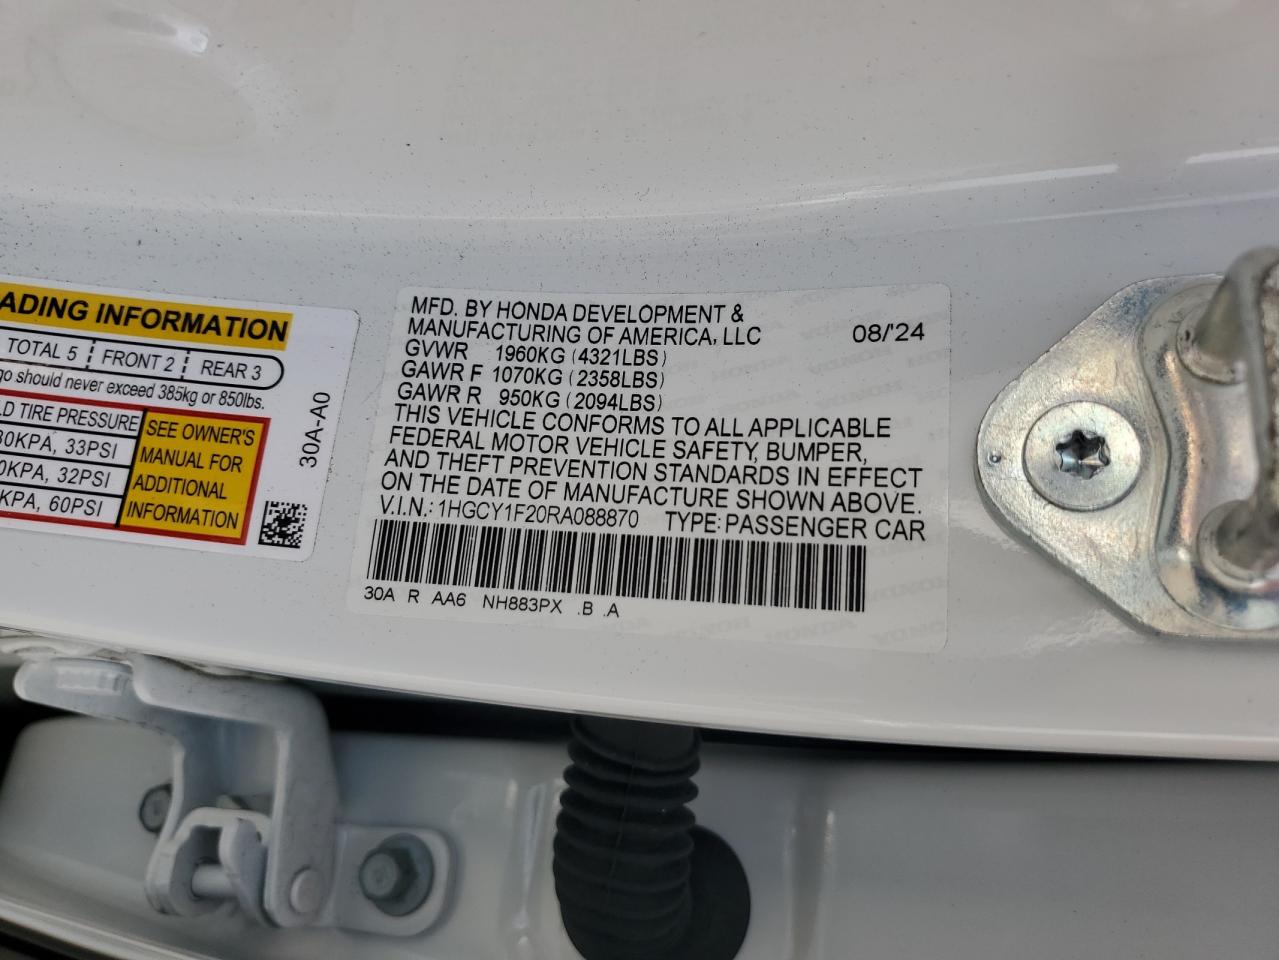 ADING INFORMATION
TOTAL 5 FRONT 2 REAR 3
go should never exceed 385kg or 850lbs.
LD TIRE PRESSURE
30KPA, 33PSI
0KPA, 32PSI
KPA, 60PSI
SEE OWNER'S
MANUAL FOR
ADDITIONAL
INFORMATION
30A-A0
MFD. BY HONDA DEVELOPMENT &
MANUFACTURING OF AMERICA, LLC 08/'24
GVWR 1960KG (4321LBS)
GAWR F 1070KG (2358LBS)
GAWR R 950KG (2094LBS)
THIS VEHICLE CONFORMS TO ALL APPLICABLE
FEDERAL MOTOR VEHICLE SAFETY, BUMPER,
AND THEFT PREVENTION STANDARDS IN EFFECT
ON THE DATE OF MANUFACTURE SHOWN ABOVE.
V.I.N.: 1HGCY1F20RA088870 TYPE: PASSENGER CAR
30A R AA6 NH883PX .B .A